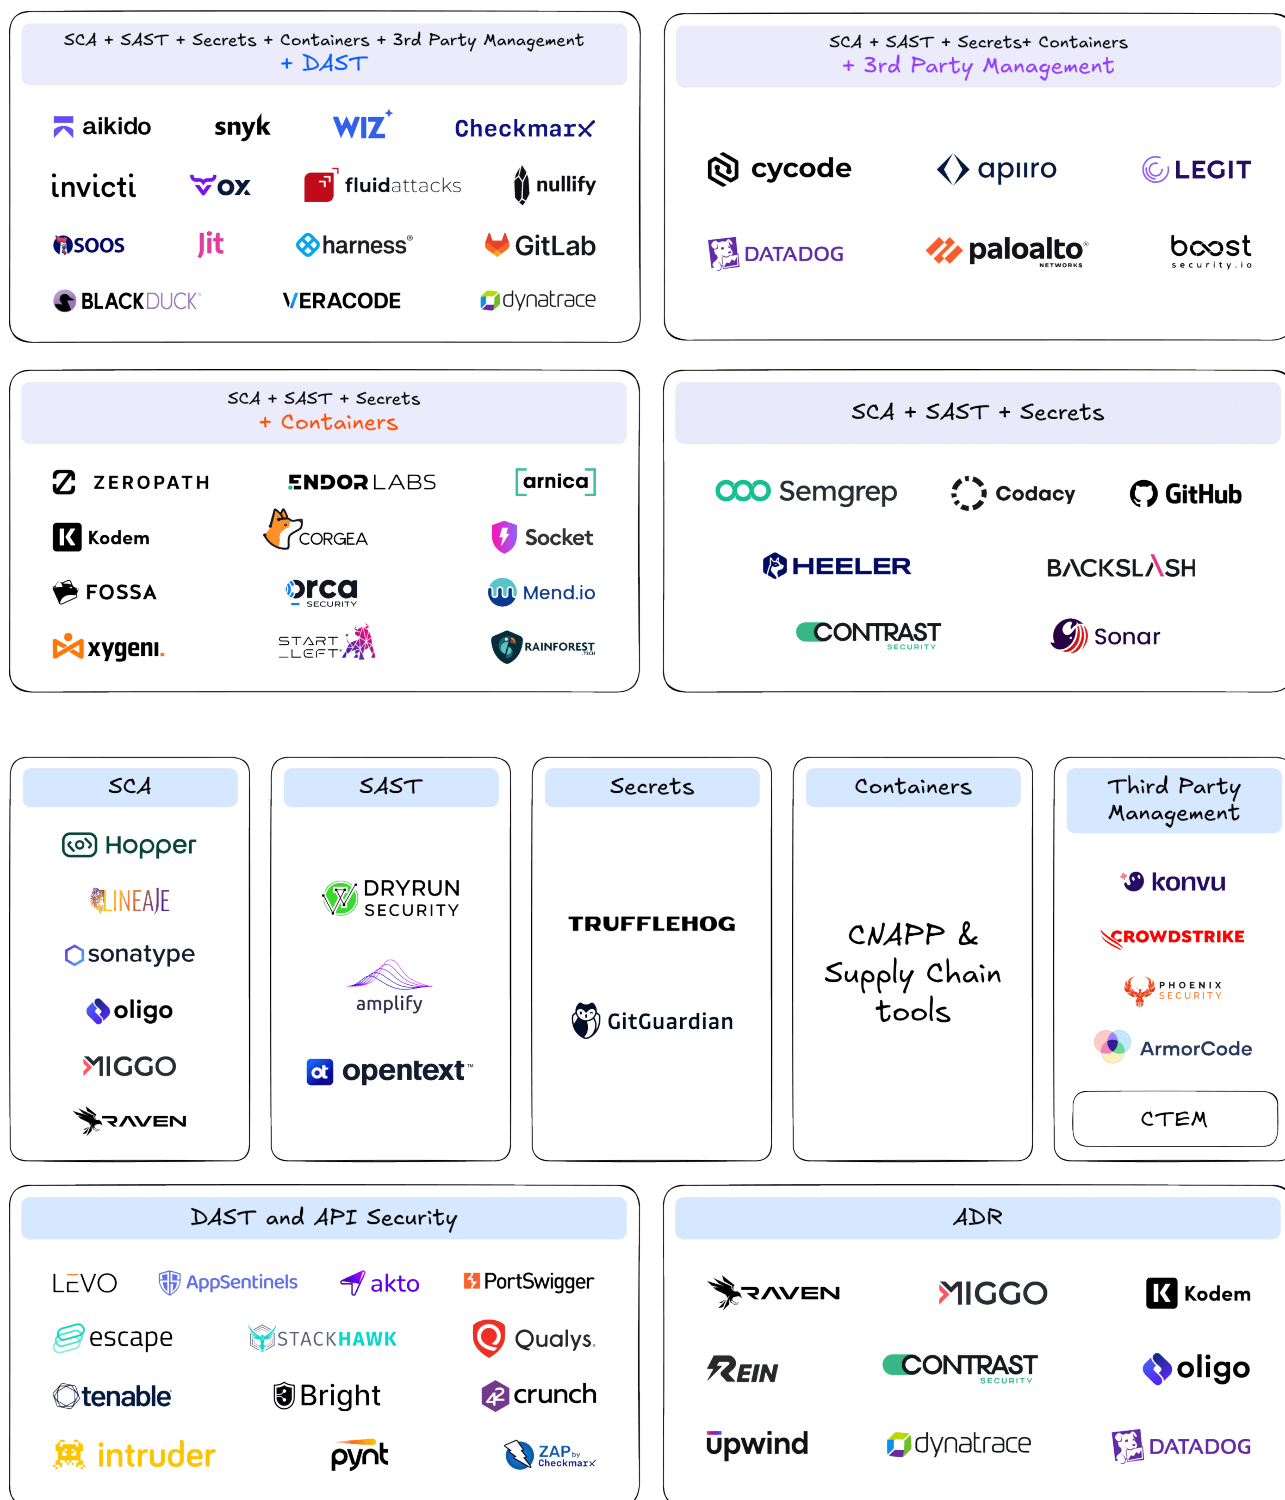 SCA + SAST + Secrets + Containers + 3rd Party Management
+ DAST
aikido snyk WIZ Checkmarx
invicti OX fluidattacks nullify
SOOS Jit harness® GitLab
BLACKDUCK® VERACODE dynatrace
SCA + SAST + Secrets+ Containers
+ 3rd Party Management
cycode apiiro LEGIT
DATADOG paloalto® NETWORKS boost security.io
SCA + SAST + Secrets
+ Containers
ZEROPATH ENDOR LABS [arnica]
Kodem CORGEA Socket
FOSSA orca SECURITY Mend.io
xygeni. START _LEFT® RAINFOREST .TECH
SCA + SAST + Secrets
Semgrep Codacy GitHub
HEELER BACKSLASH
CONTRAST SECURITY Sonar
SCA
Hopper
LINEAJE
sonatype
oligo
MIGGO
RAVEN
SAST
DRYRUN
SECURITY
amplify
ot opentext™
Secrets
TRUFFLEHOG
GitGuardian
Containers
CNAPP &
Supply Chain
tools
Third Party
Management
konvu
CROWDSTRIKE
PHOENIX
SECURITY
ArmorCode
CTEM
DAST and API Security
LEVO AppSentinels akto PortSwigger
escape STACKHAWK Qualys.
tenable Bright 42 crunch
intruder pynt ZAP by Checkmarx
ADR
RAVEN MIGGO Kodem
REIN CONTRAST SECURITY oligo
upwind dynatrace DATADOG